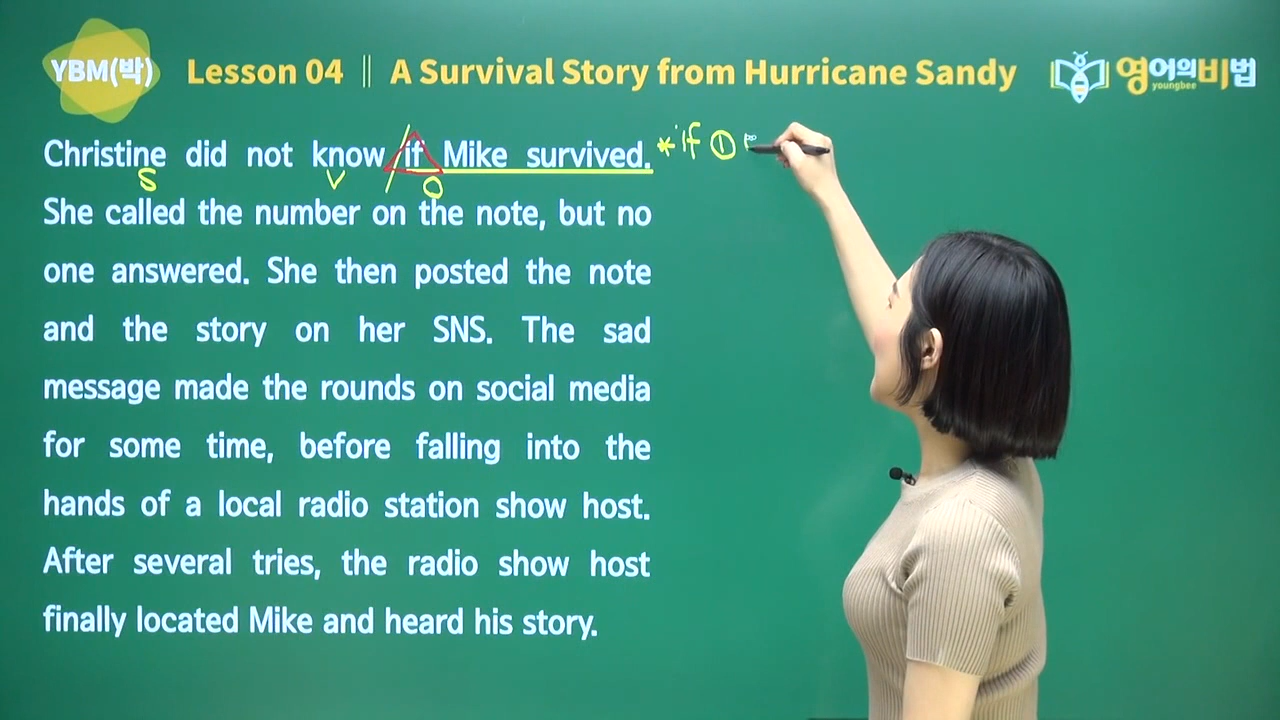 YBM(박) Lesson 04 || A Survival Story from Hurricane Sandy 영어의비법
youngbee
Christine did not know if Mike survived. *if ①
S V O
She called the number on the note, but no
one answered. She then posted the note
and the story on her SNS. The sad
message made the rounds on social media
for some time, before falling into the
hands of a local radio station show host.
After several tries, the radio show host
finally located Mike and heard his story.